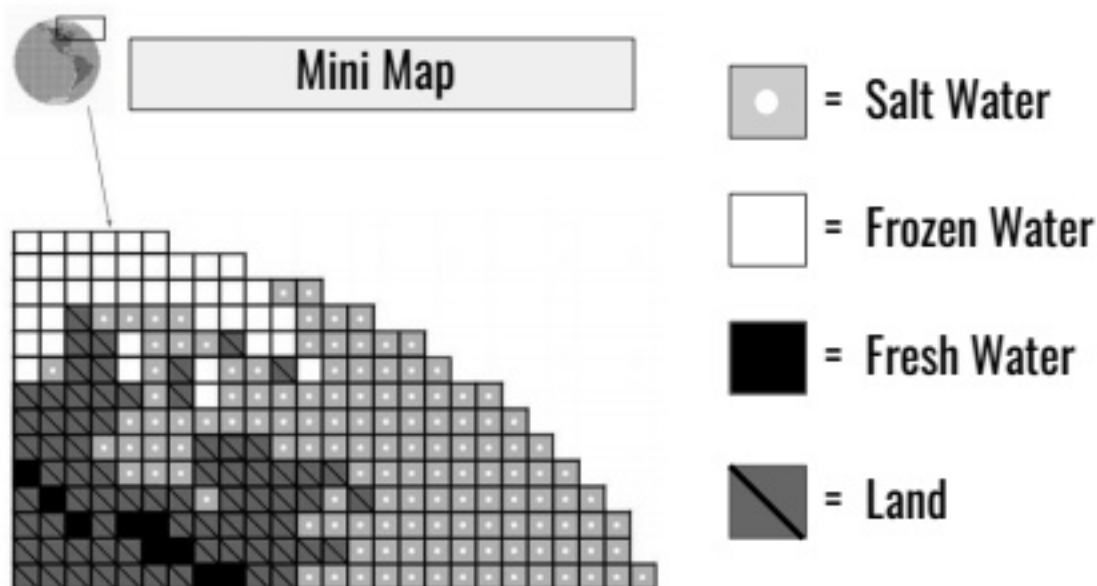 Mini Map
= Salt Water
= Frozen Water
= Fresh Water
= Land